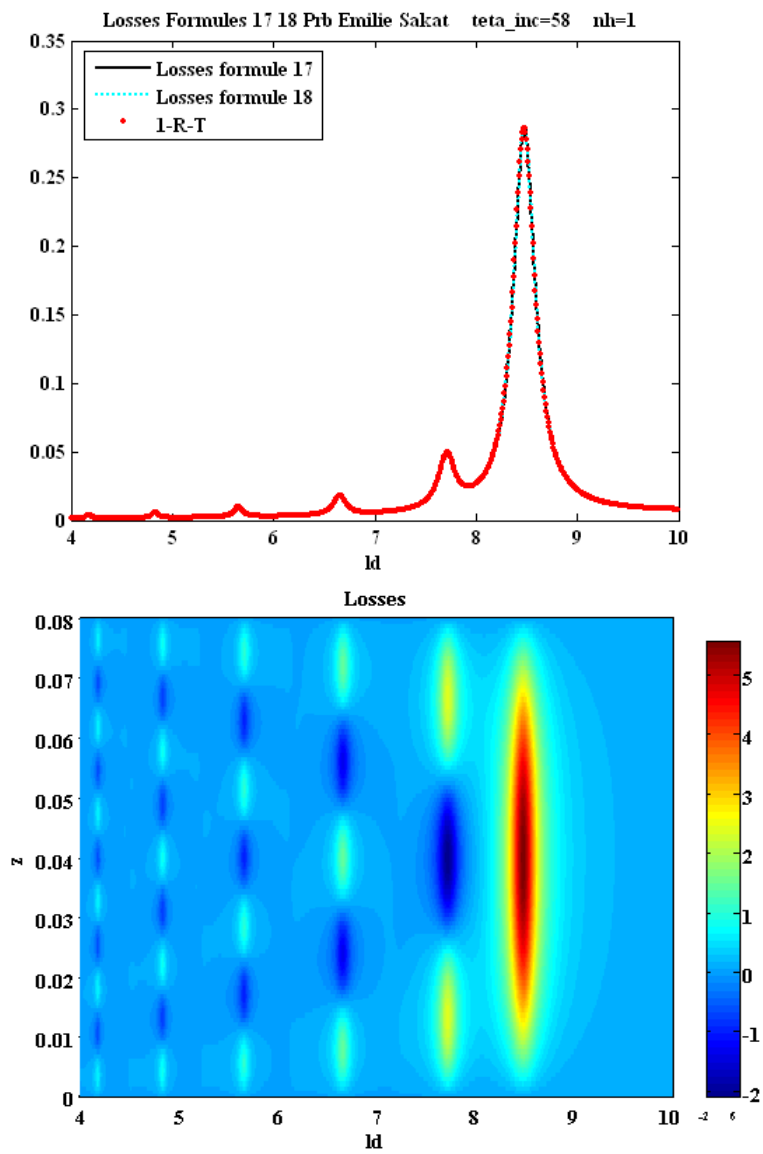 Losses Formules 17 18 Prb Emilie Sakat teta_inc=58 nh=1
0.35
0.3
0.25
0.2
0.15
0.1
0.05
0
Losses formule 17
Losses formule 18
1-R-T
4 5 6 7 8 9 10
ld
Losses
0.08
0.07
0.06
0.05
0.04
0.03
0.02
0.01
0
z
4 5 6 7 8 9 10
ld
5
4
3
2
1
0
-1
-2
-2 6